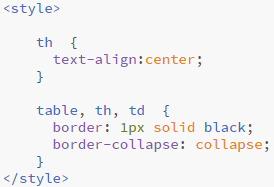 <style>
th {
text-align:center;
}
table, th, td {
border: 1px solid black;
border-collapse: collapse;
}
</style>